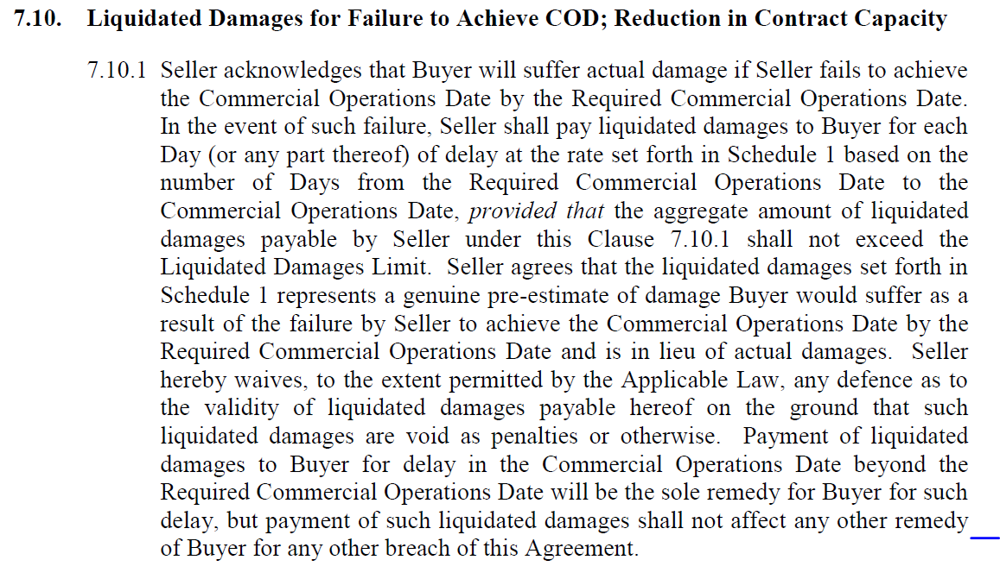 7.10. Liquidated Damages for Failure to Achieve COD; Reduction in Contract Capacity
7.10.1 Seller acknowledges that Buyer will suffer actual damage if Seller fails to achieve
the Commercial Operations Date by the Required Commercial Operations Date.
In the event of such failure, Seller shall pay liquidated damages to Buyer for each
Day (or any part thereof) of delay at the rate set forth in Schedule 1 based on the
number of Days from the Required Commercial Operations Date to the
Commercial Operations Date, provided that the aggregate amount of liquidated
damages payable by Seller under this Clause 7.10.1 shall not exceed the
Liquidated Damages Limit. Seller agrees that the liquidated damages set forth in
Schedule 1 represents a genuine pre-estimate of damage Buyer would suffer as a
result of the failure by Seller to achieve the Commercial Operations Date by the
Required Commercial Operations Date and is in lieu of actual damages. Seller
hereby waives, to the extent permitted by the Applicable Law, any defence as to
the validity of liquidated damages payable hereof on the ground that such
liquidated damages are void as penalties or otherwise. Payment of liquidated
damages to Buyer for delay in the Commercial Operations Date beyond the
Required Commercial Operations Date will be the sole remedy for Buyer for such
delay, but payment of such liquidated damages shall not affect any other remedy
of Buyer for any other breach of this Agreement.